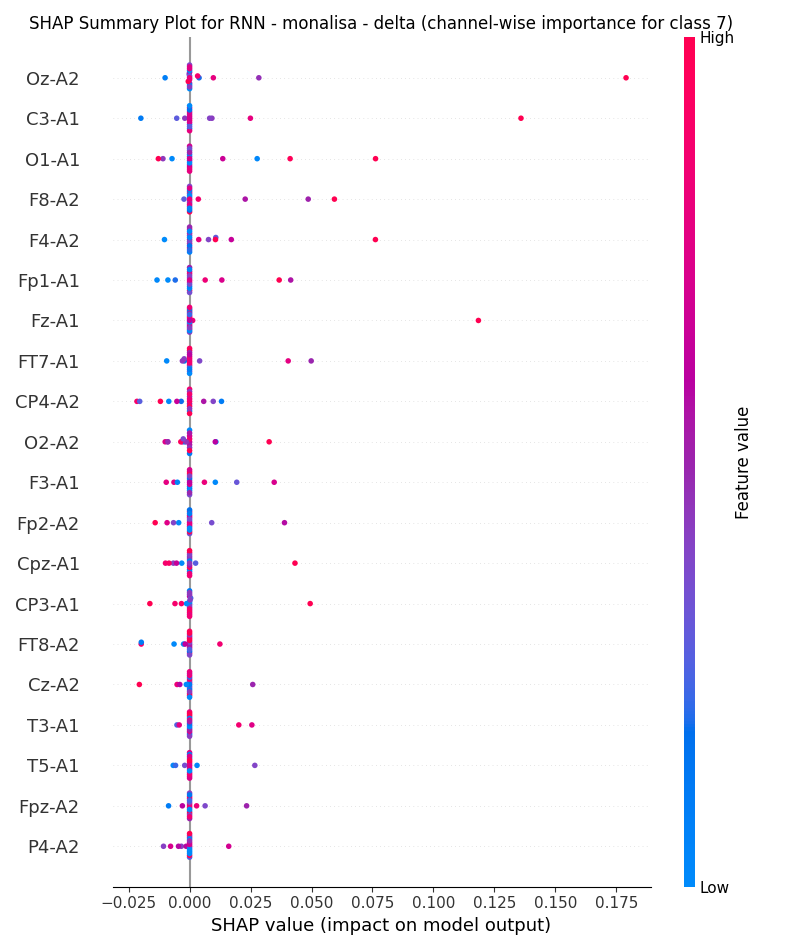 SHAP Summary Plot for RNN - monalisa - delta (channel-wise importance for class 7)
High
Oz-A2
C3-A1
O1-A1
F8-A2
F4-A2
Fp1-A1
Fz-A1
FT7-A1
CP4-A2
O2-A2
F3-A1
Fp2-A2
Cpz-A1
CP3-A1
FT8-A2
Cz-A2
T3-A1
T5-A1
Fpz-A2
P4-A2
Feature value
Low
−0.025 0.000 0.025 0.050 0.075 0.100 0.125 0.150 0.175
SHAP value (impact on model output)